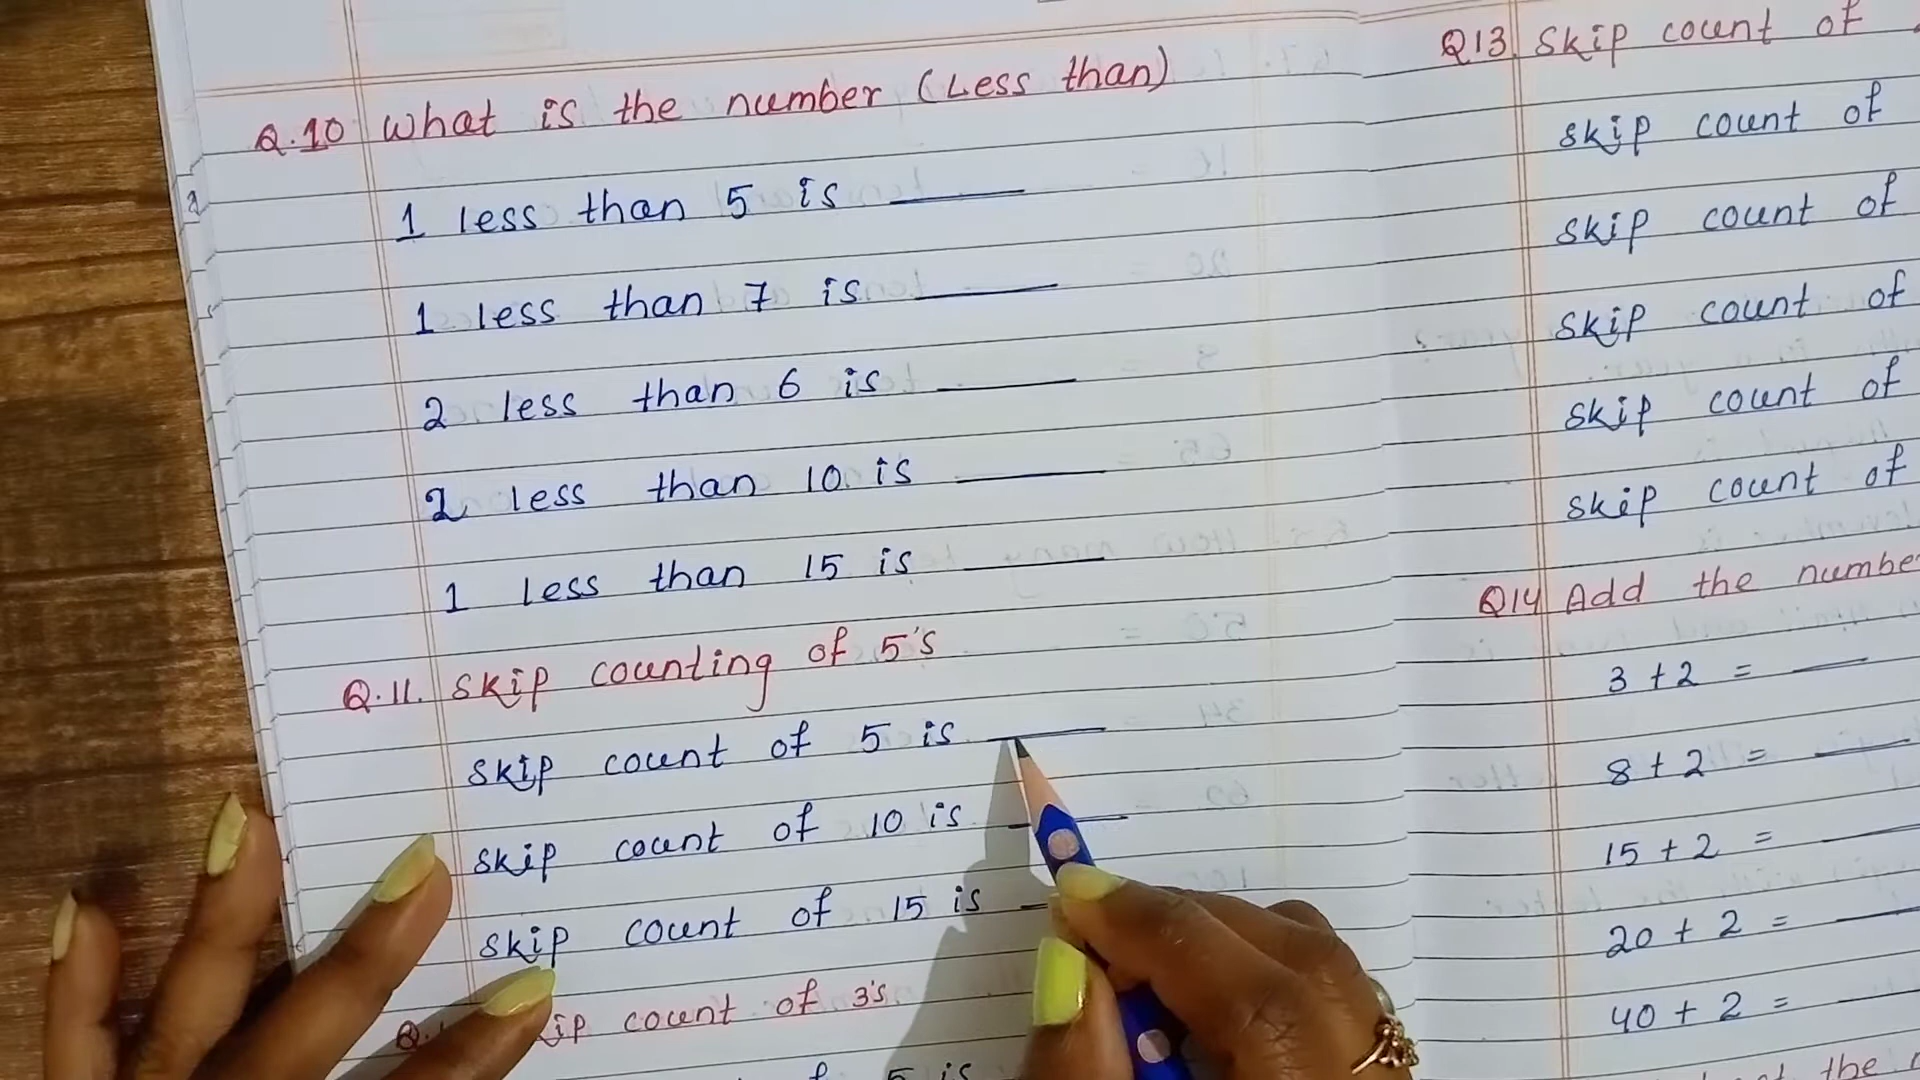 Q.10 What is the number (Less than)
1 less than 5 is
1 less than 7 is
2 less than 6 is
2 less than 10 is
1 less than 15 is
Q.11. Skip counting of 5's
Skip count of 5 is
Skip count of 10 is
Skip count of 15 is
count of 3's
5 is
Q13. Skip count of
Skip count of
Skip count of
Skip count of
Skip count of
Skip count of
Q14 Add the number
3 + 2 =
8 + 2 =
15 + 2 =
20 + 2 =
40 + 2 =
the